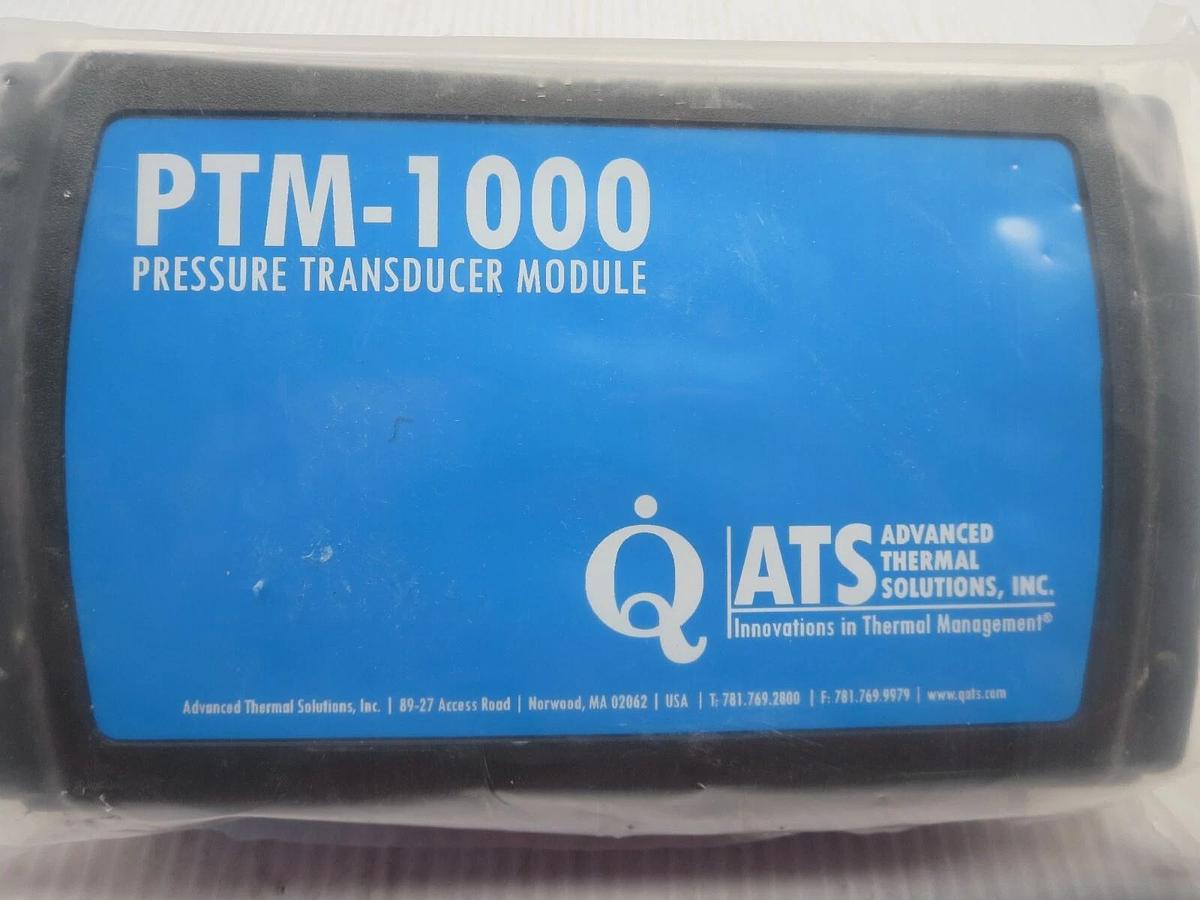 PTM-1000
PRESSURE TRANSDUCER MODULE
Q ATS ADVANCED
THERMAL
SOLUTIONS, INC.
Innovations in Thermal Management®
Advanced Thermal Solutions, Inc. | 89-27 Access Road | Norwood, MA 02062 | USA | T: 781.769.2800 | F: 781.769.9979 | www.qats.com